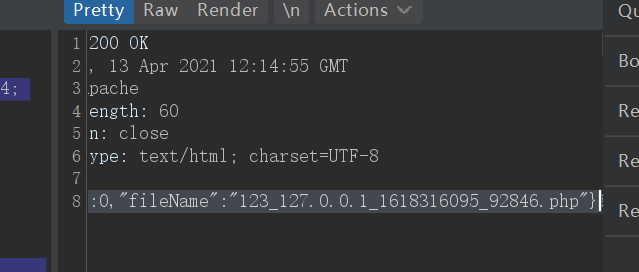 Pretty Raw Render \n Actions
Qu
1 200 OK
2 , 13 Apr 2021 12:14:55 GMT
Bo
4; 3 pache
4 ength: 60
Re
5 n: close
6 ype: text/html; charset=UTF-8
Re
7
8 :0,"fileName":"123_127.0.0.1_1618316095_92846.php"}
Re